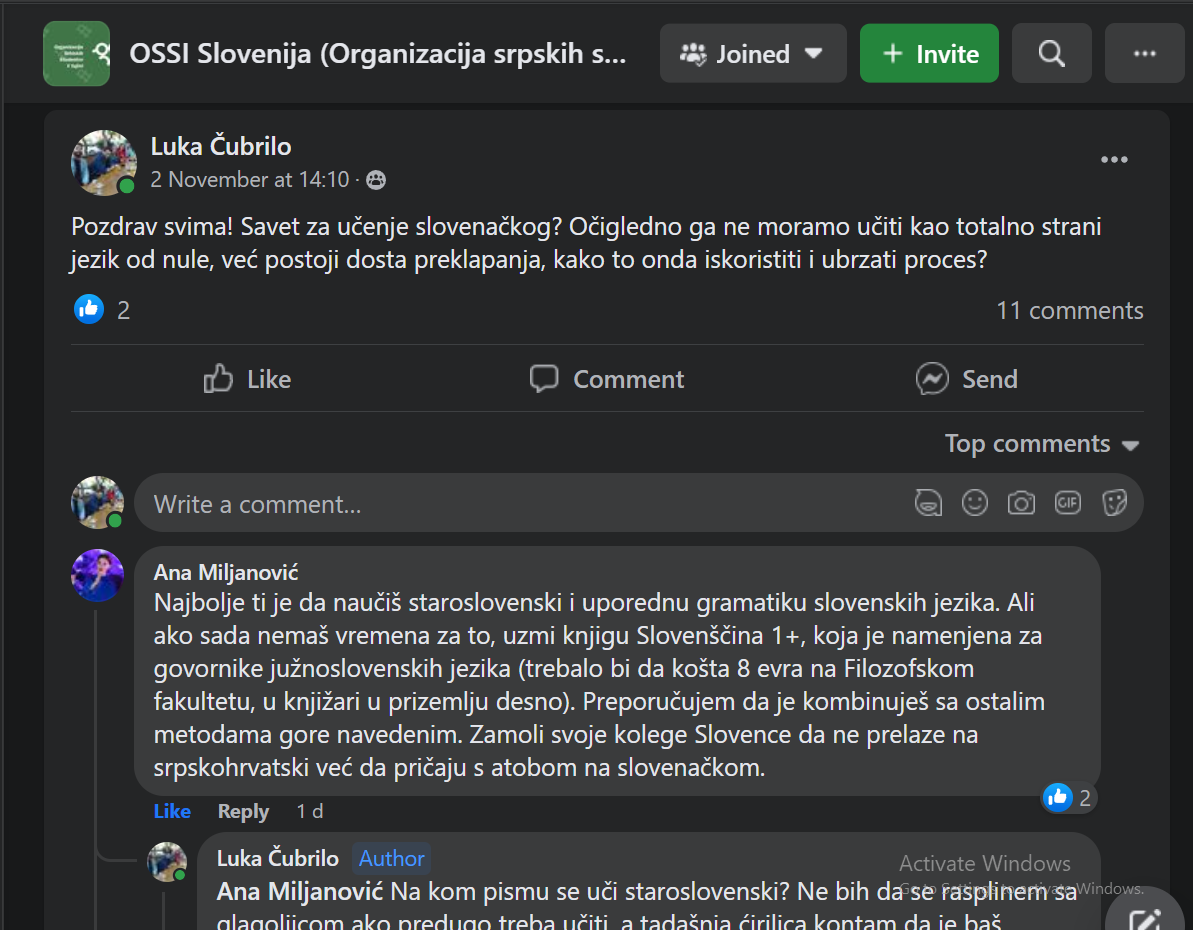 OSSI Slovenija (Organizacija srpskih s...
Joined
+ Invite
Luka Čubrilo
2 November at 14:10 ·
Pozdrav svima! Savet za učenje slovenačkog? Očigledno ga ne moramo učiti kao totalno strani
jezik od nule, već postoji dosta preklapanja, kako to onda iskoristiti i ubrzati proces?
2
11 comments
Like
Comment
Send
Top comments
Write a comment...
GIF
Ana Miljanović
Najbolje ti je da naučiš staroslovenski i uporednu gramatiku slovenskih jezika. Ali
ako sada nemaš vremena za to, uzmi knjigu Slovenščina 1+, koja je namenjena za
govornike južnoslovenskih jezika (trebalo bi da košta 8 evra na Filozofskom
fakultetu, u knjižari u prizemlju desno). Preporučujem da je kombinuješ sa ostalim
metodama gore navedenim. Zamoli svoje kolege Slovence da ne prelaze na
srpskohrvatski već da pričaju s atobom na slovenačkom.
2
Like Reply 1 d
Luka Čubrilo Author
Activate Windows
Go to Settings to activate Windows.
Ana Miljanović Na kom pismu se uči staroslovenski? Ne bih da se rasplinem sa
glagoljicom ako predugo treba učiti, a tadašnja ćirilica kontam da je baš